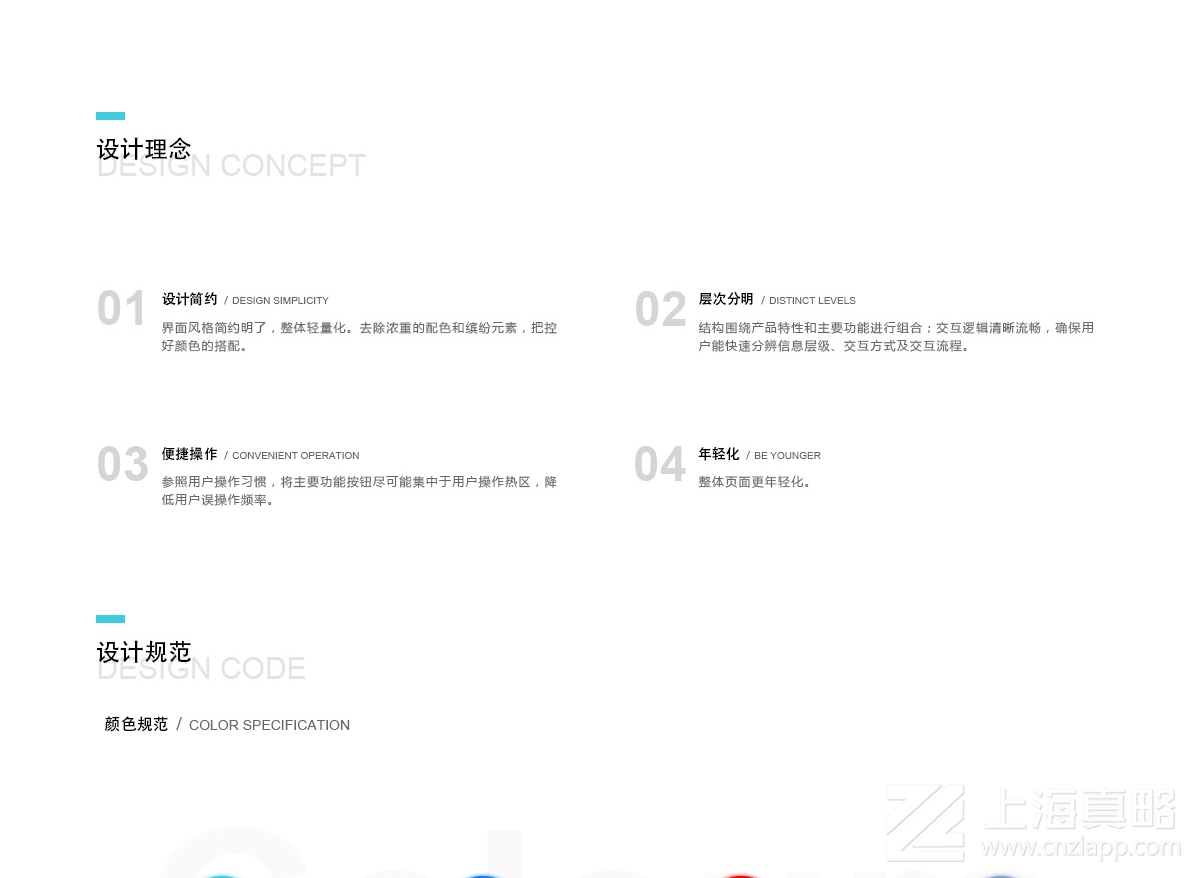 设计理念
DESIGN CONCEPT
01 设计简约 / DESIGN SIMPLICITY
界面风格简约明了，整体轻量化。去除浓重的配色和缤纷元素，把控
好颜色的搭配。
02 层次分明 / DISTINCT LEVELS
结构围绕产品特性和主要功能进行组合；交互逻辑清晰流畅，确保用
户能快速分辨信息层级、交互方式及交互流程。
03 便捷操作 / CONVENIENT OPERATION
参照用户操作习惯，将主要功能按钮尽可能集中于用户操作热区，降
低用户误操作频率。
04 年轻化 / BE YOUNGER
整体页面更年轻化。
设计规范
DESIGN CODE
颜色规范 / COLOR SPECIFICATION
上海真略
www.cnzlapp.com